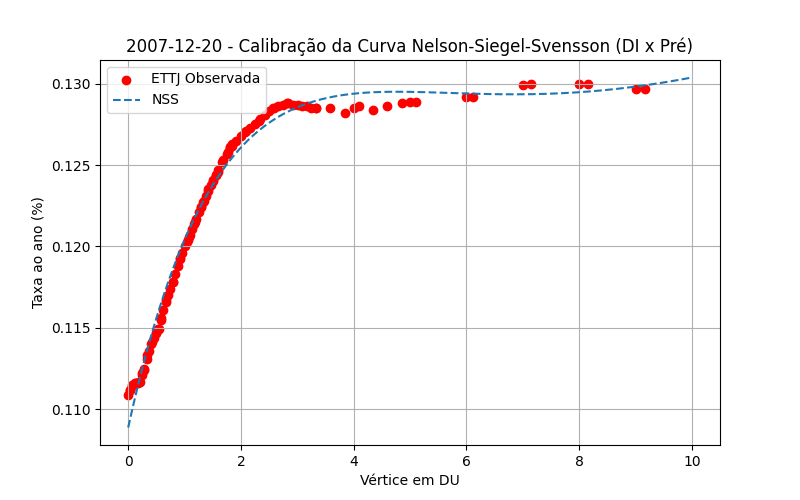 2007-12-20 - Calibração da Curva Nelson-Siegel-Svensson (DI x Pré)
ETTJ Observada
NSS
Taxa ao ano (%)
0.130
0.125
0.120
0.115
0.110
0
2
4
6
8
10
Vértice em DU